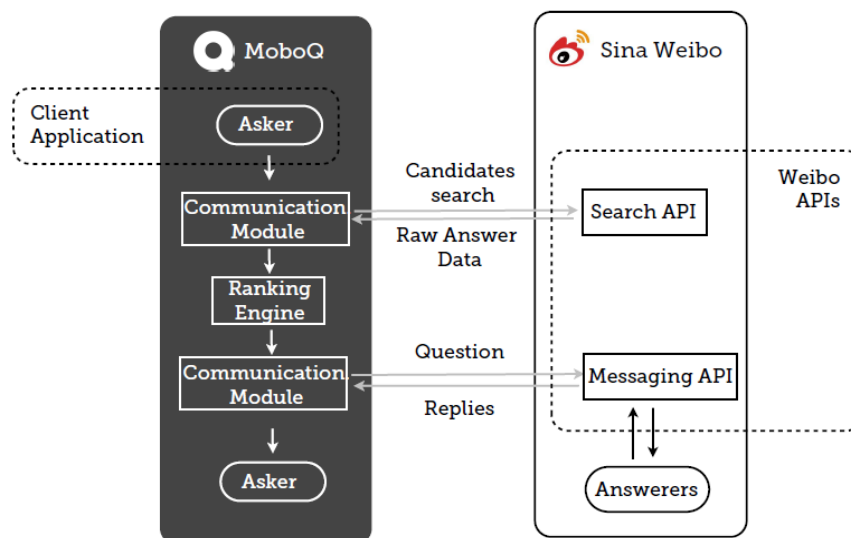 MoboQ
Sina Weibo
Client
Application
Asker
Candidates
search
Weibo
APIs
Communication
Module
Search API
Raw Answer
Data
Ranking
Engine
Question
Communication
Module
Messaging API
Replies
Asker
Answerers